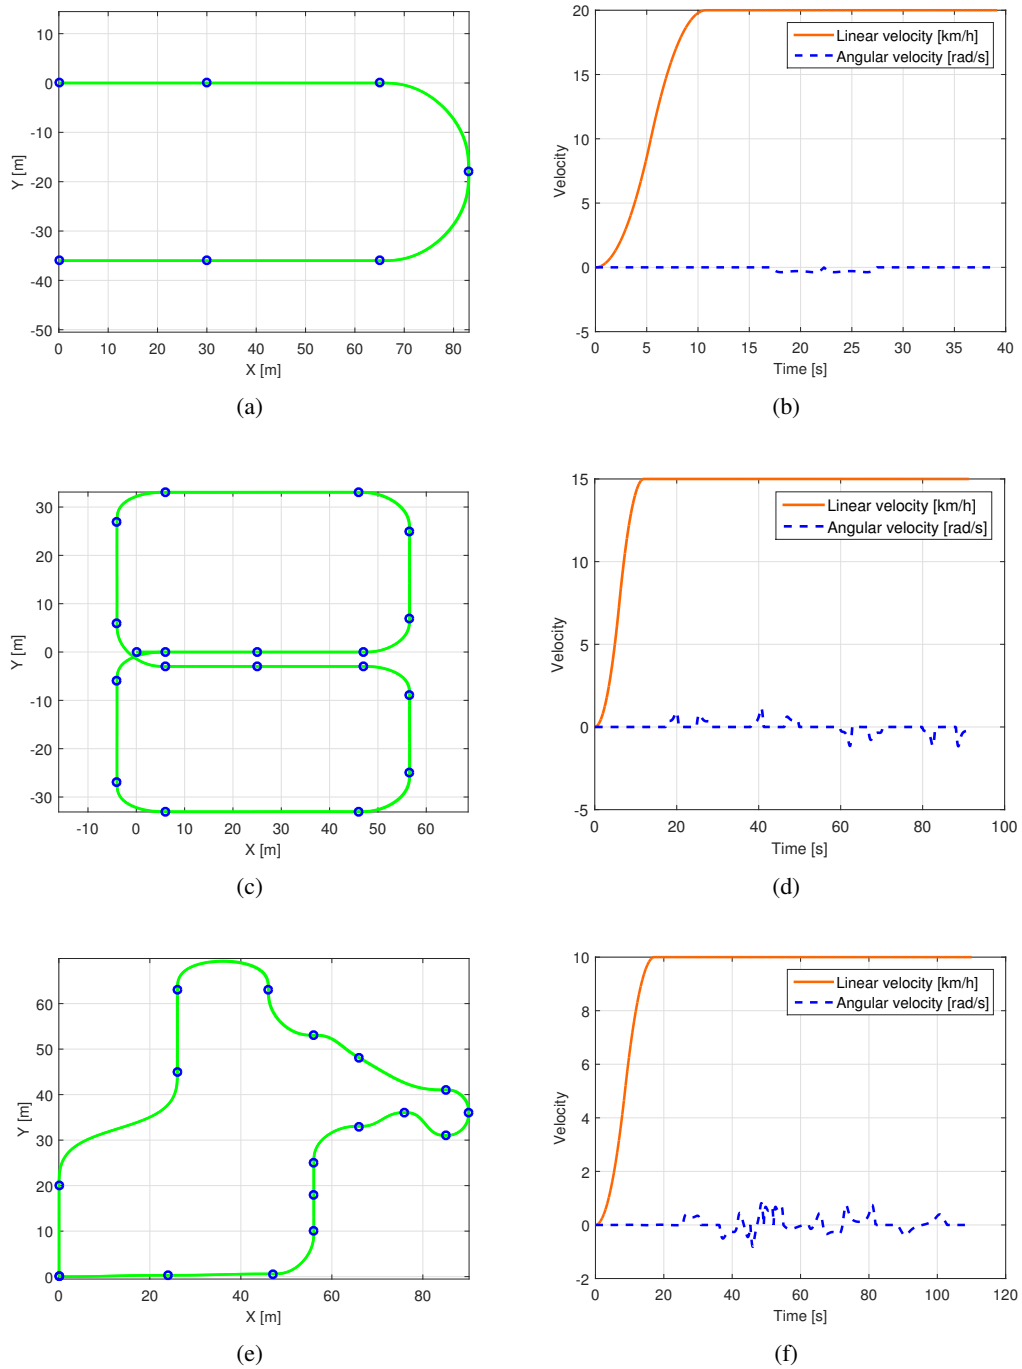 10
0
-10
-20
-30
-40
-50
Y [m]
0 10 20 30 40 50 60 70 80
X [m]
(a)
20
15
10
5
0
-5
Velocity
Linear velocity [km/h]
Angular velocity [rad/s]
0 5 10 15 20 25 30 35 40
Time [s]
(b)
30
20
10
0
-10
-20
-30
Y [m]
-10 0 10 20 30 40 50 60
X [m]
(c)
15
10
5
0
-5
Velocity
Linear velocity [km/h]
Angular velocity [rad/s]
0 20 40 60 80 100
Time [s]
(d)
60
50
40
30
20
10
0
Y [m]
0 20 40 60 80
X [m]
(e)
10
8
6
4
2
0
-2
Velocity
Linear velocity [km/h]
Angular velocity [rad/s]
0 20 40 60 80 100 120
Time [s]
(f)